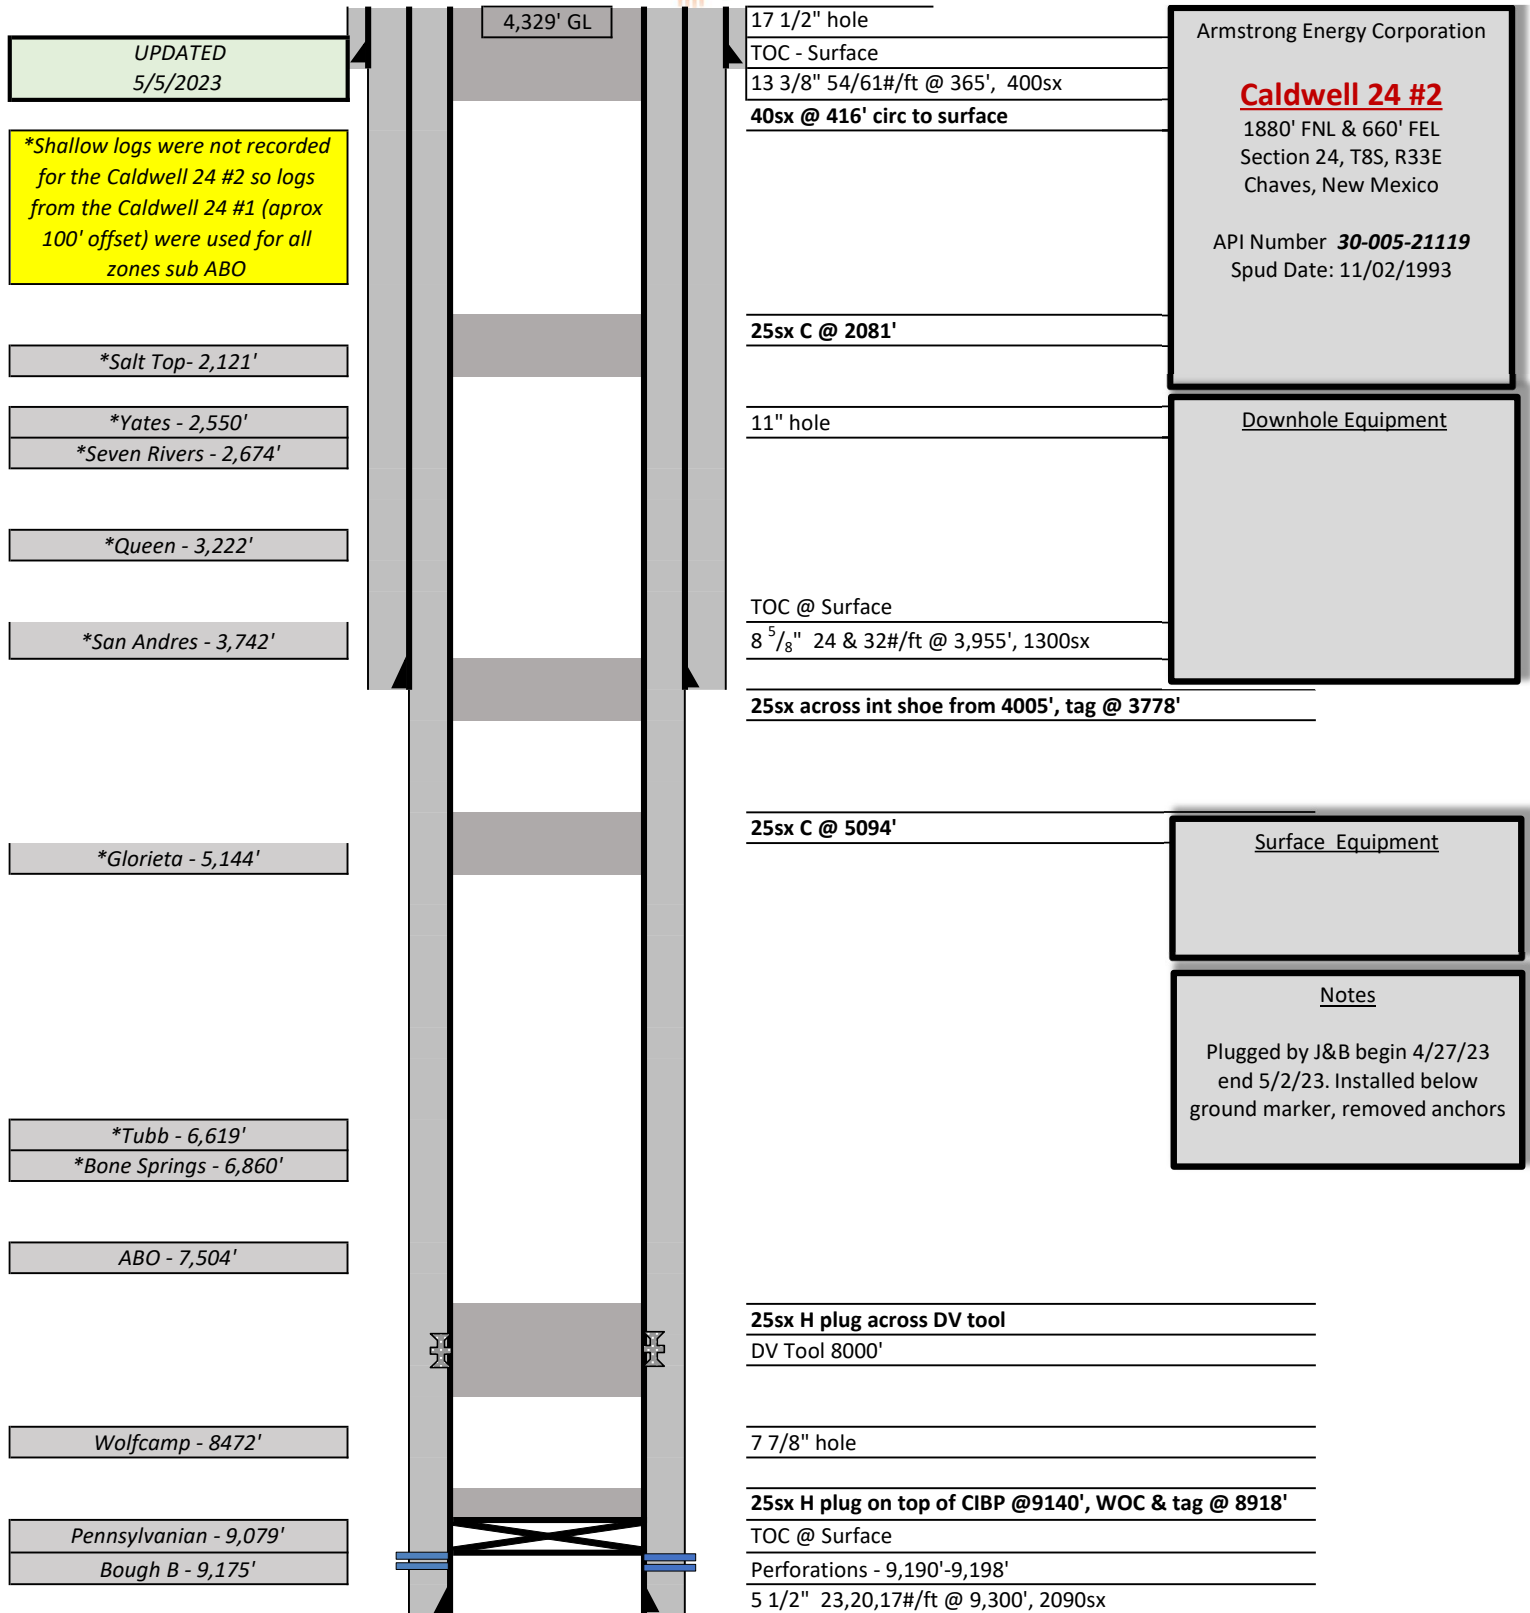 4,329' GL
UPDATED
5/5/2023
*Shallow logs were not recorded
for the Caldwell 24 #2 so logs
from the Caldwell 24 #1 (aprox
100' offset) were used for all
zones sub ABO
*Salt Top- 2,121'
*Yates - 2,550'
*Seven Rivers - 2,674'
*Queen - 3,222'
*San Andres - 3,742'
*Glorieta - 5,144'
*Tubb - 6,619'
*Bone Springs - 6,860'
ABO - 7,504'
Wolfcamp - 8472'
Pennsylvanian - 9,079'
Bough B - 9,175'
17 1/2" hole
TOC - Surface
13 3/8" 54/61#/ft @ 365', 400sx
40sx @ 416' circ to surface
25sx C @ 2081'
11" hole
TOC @ Surface
8 5/8" 24 & 32#/ft @ 3,955', 1300sx
25sx across int shoe from 4005', tag @ 3778'
25sx C @ 5094'
25sx H plug across DV tool
DV Tool 8000'
7 7/8" hole
25sx H plug on top of CIBP @9140', WOC & tag @ 8918'
TOC @ Surface
Perforations - 9,190'-9,198'
5 1/2" 23,20,17#/ft @ 9,300', 2090sx
Armstrong Energy Corporation
Caldwell 24 #2
1880' FNL & 660' FEL
Section 24, T8S, R33E
Chaves, New Mexico
API Number 30-005-21119
Spud Date: 11/02/1993
Downhole Equipment
Surface Equipment
Notes
Plugged by J&B begin 4/27/23
end 5/2/23. Installed below
ground marker, removed anchors